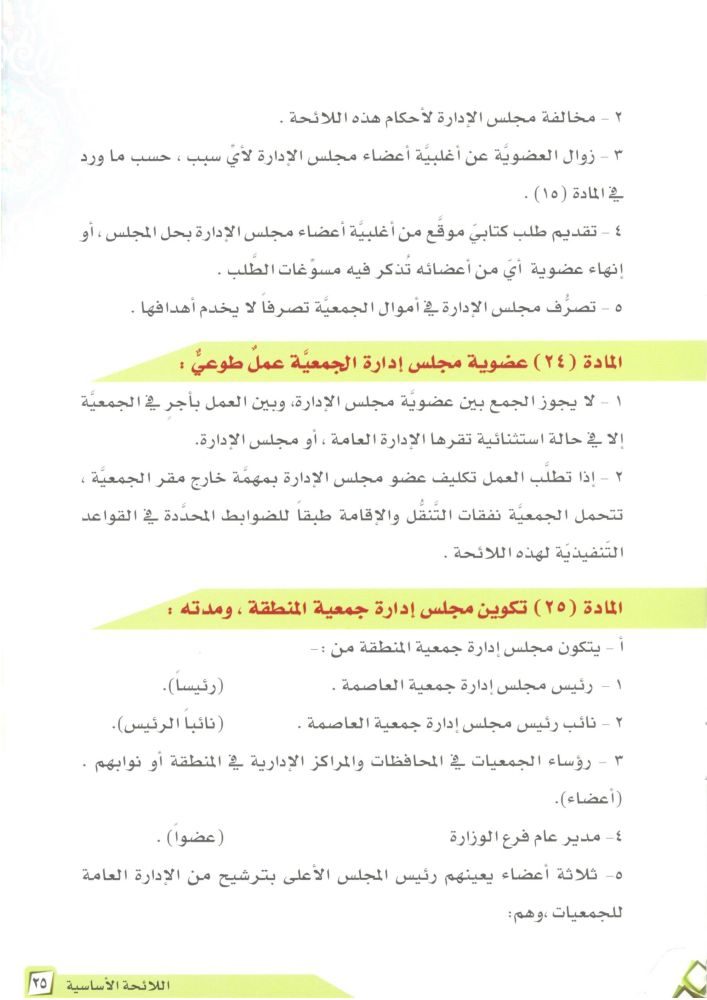 ٢ - مخالفة مجلس الإدارة لأحكام هذه اللائحة .
٣ - زوال العضويَّة عن أغلبيَّة أعضاء مجلس الإدارة لأيِّ سبب ، حسب ما ورد
في المادة (١٥) .
٤ - تقديم طلب كتابيَ موقَّع من أغلبيَّة أعضاء مجلس الإدارة بحل المجلس ، أو
إنهاء عضوية أيَ من أعضائه تُذكر فيه مسوِّغات الطَّلب .
٥ - تصرُّف مجلس الإدارة في أموال الجمعيَّة تصرفاً لا يخدم أهدافها .
المادة (٢٤) عضوية مجلس إدارة الجمعيَّة عملٌ طوعيٌّ :
١ - لا يجوز الجمع بين عضويَّة مجلس الإدارة، وبين العمل بأجرٍ في الجمعيَّة
إلا في حالة استثنائية تقرها الإدارة العامة ، أو مجلس الإدارة.
٢ - إذا تطلَّب العمل تكليف عضو مجلس الإدارة بمهمَّة خارج مقر الجمعيَّة ،
تتحمل الجمعيَّة نفقات التَّنقُّل والإقامة طبقاً للضوابط المحدَّدة في القواعد
التَنفيذيَة لهذه اللائحة .
المادة (٢٥) تكوين مجلس إدارة جمعية المنطقة ، ومدته :
أ - يتكون مجلس إدارة جمعية المنطقة من :-
١ - رئيس مجلس إدارة جمعية العاصمة . (رئيساً).
٢ - نائب رئيس مجلس إدارة جمعية العاصمة . (نائباً الرئيس).
٣ - رؤساء الجمعيات في المحافظات والمراكز الإدارية في المنطقة أو نوابهم .
(أعضاء).
٤- مدير عام فرع الوزارة (عضواً) .
٥- ثلاثة أعضاء يعينهم رئيس المجلس الأعلى بترشيح من الإدارة العامة
للجمعيات ،وهم:
اللائحة الأساسية ٢٥